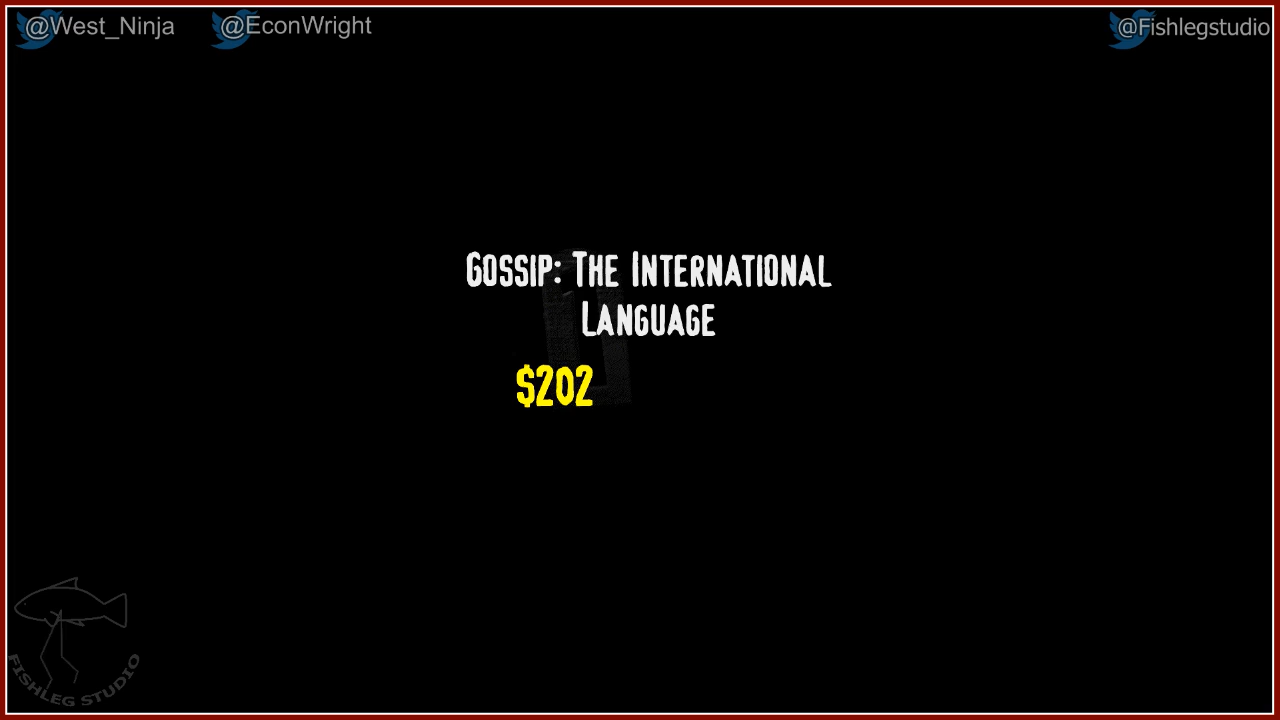 @West_Ninja @EconWright @Fishlegstudio
Gossip: The International
Language
$202
FISHLEG STUDIO